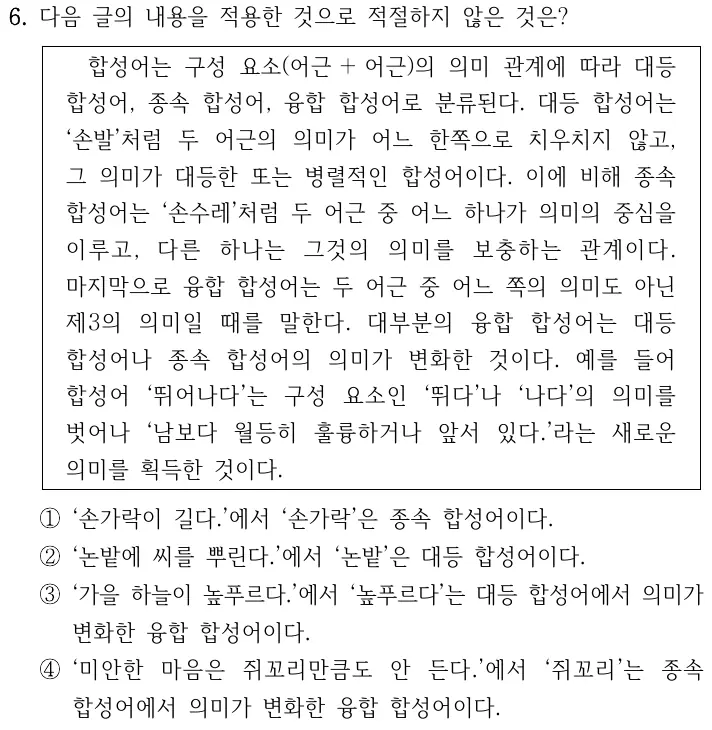 6. 다음 글의 내용을 적용한 것으로 적절하지 않은 것은?
합성어는 구성 요소(어근 + 어근)의 의미 관계에 따라 대등
합성어, 종속 합성어, 융합 합성어로 분류된다. 대등 합성어는
‘손발’처럼 두 어근의 의미가 어느 한쪽으로 치우치지 않고,
그 의미가 대등한 또는 병렬적인 합성어이다. 이에 비해 종속
합성어는 ‘손수레’처럼 두 어근 중 어느 하나가 의미의 중심을
이루고, 다른 하나는 그것의 의미를 보충하는 관계이다.
마지막으로 융합 합성어는 두 어근 중 어느 쪽의 의미도 아닌
제3의 의미일 때를 말한다. 대부분의 융합 합성어는 대등
합성어나 종속 합성어의 의미가 변화한 것이다. 예를 들어
합성어 ‘뛰어나다’는 구성 요소인 ‘뛰다’나 ‘나다’의 의미를
벗어나 ‘남보다 월등히 훌륭하거나 앞서 있다.’라는 새로운
의미를 획득한 것이다.
① ‘손가락이 길다.’에서 ‘손가락’은 종속 합성어이다.
② ‘논밭에 씨를 뿌린다.’에서 ‘논밭’은 대등 합성어이다.
③ ‘가을 하늘이 높푸르다.’에서 ‘높푸르다’는 대등 합성어에서 의미가
변화한 융합 합성어이다.
④ ‘미안한 마음은 쥐꼬리만큼도 안 든다.’에서 ‘쥐꼬리’는 종속
합성어에서 의미가 변화한 융합 합성어이다.